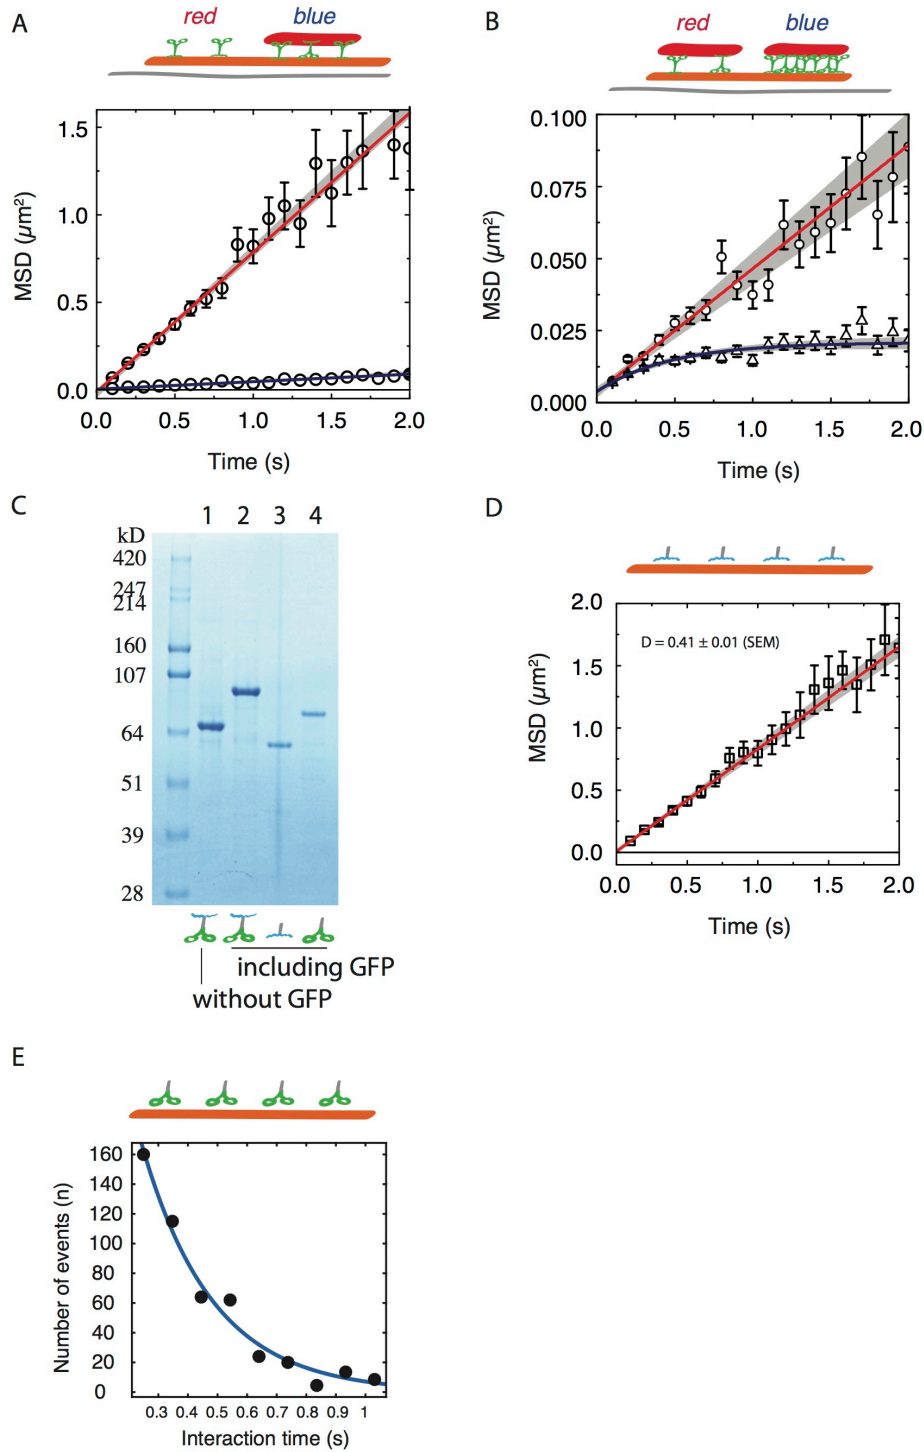 A
red blue
1.5
1.0
0.5
0.0
MSD (µm²)
0.0 0.5 1.0 1.5 2.0
Time (s)
B
red blue
0.100
0.075
0.050
0.025
0.000
MSD (µm²)
0.0 0.5 1.0 1.5 2.0
Time (s)
C
1 2 3 4
kD
420
247
214
160
107
64
51
39
28
including GFP
without GFP
D
D = 0.41 ± 0.01 (SEM)
2.0
1.5
1.0
0.5
0.0
MSD (µm²)
0.0 0.5 1.0 1.5 2.0
Time (s)
E
160
140
120
100
80
60
40
20
0
Number of events (n)
0.3 0.4 0.5 0.6 0.7 0.8 0.9 1
Interaction time (s)